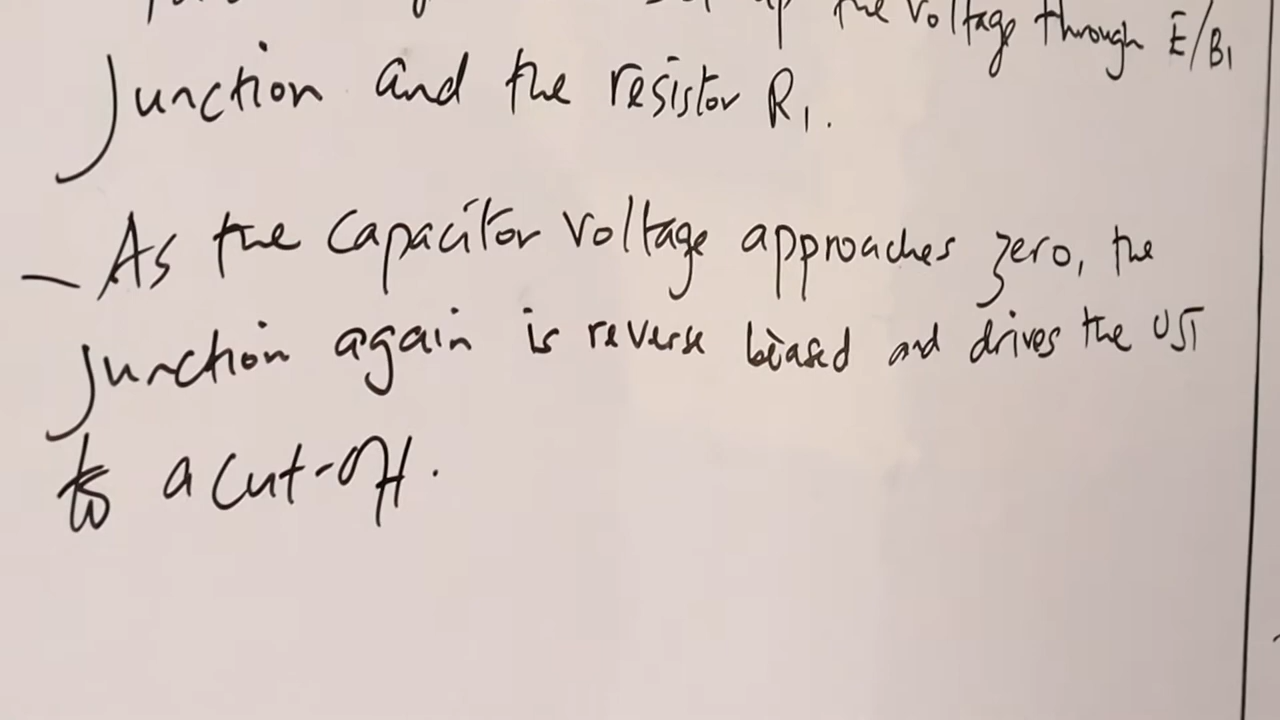 up the voltage through E/B1
Junction and the resistor R1.
- As the capacitor voltage approaches zero, the
junction again is reverse biased and drives the UJT
to a cut-off.